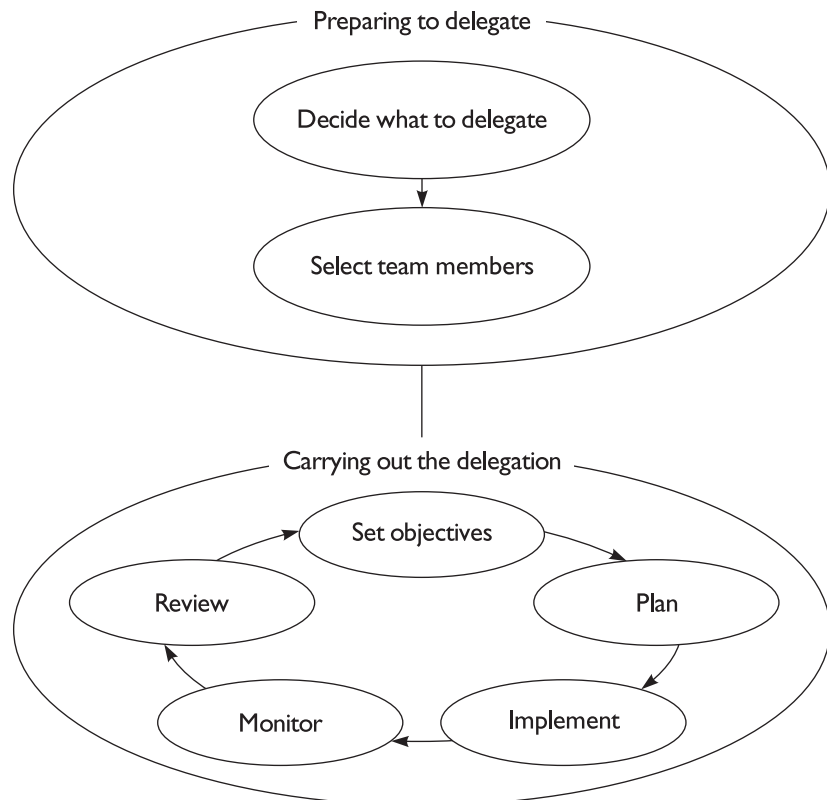 Preparing to delegate
Decide what to delegate
Select team members
Carrying out the delegation
Set objectives
Review
Plan
Monitor
Implement